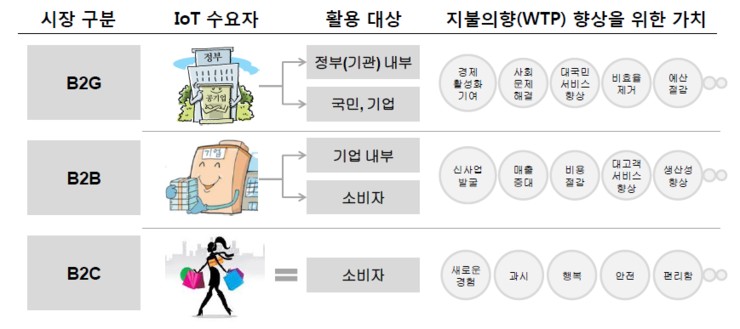 시장 구분
IoT 수요자
활용 대상
지불의향(WTP) 향상을 위한 가치
B2G
정부
공기업
정부(기관) 내부
국민, 기업
경제
활성화
기여
사회
문제
해결
대국민
서비스
향상
비효율
제거
예산
절감
B2B
기업
기업 내부
소비자
신사업
발굴
매출
증대
비용
절감
대고객
서비스
향상
생산성
향상
B2C
소비자
새로운
경험
과시
행복
안전
편리함